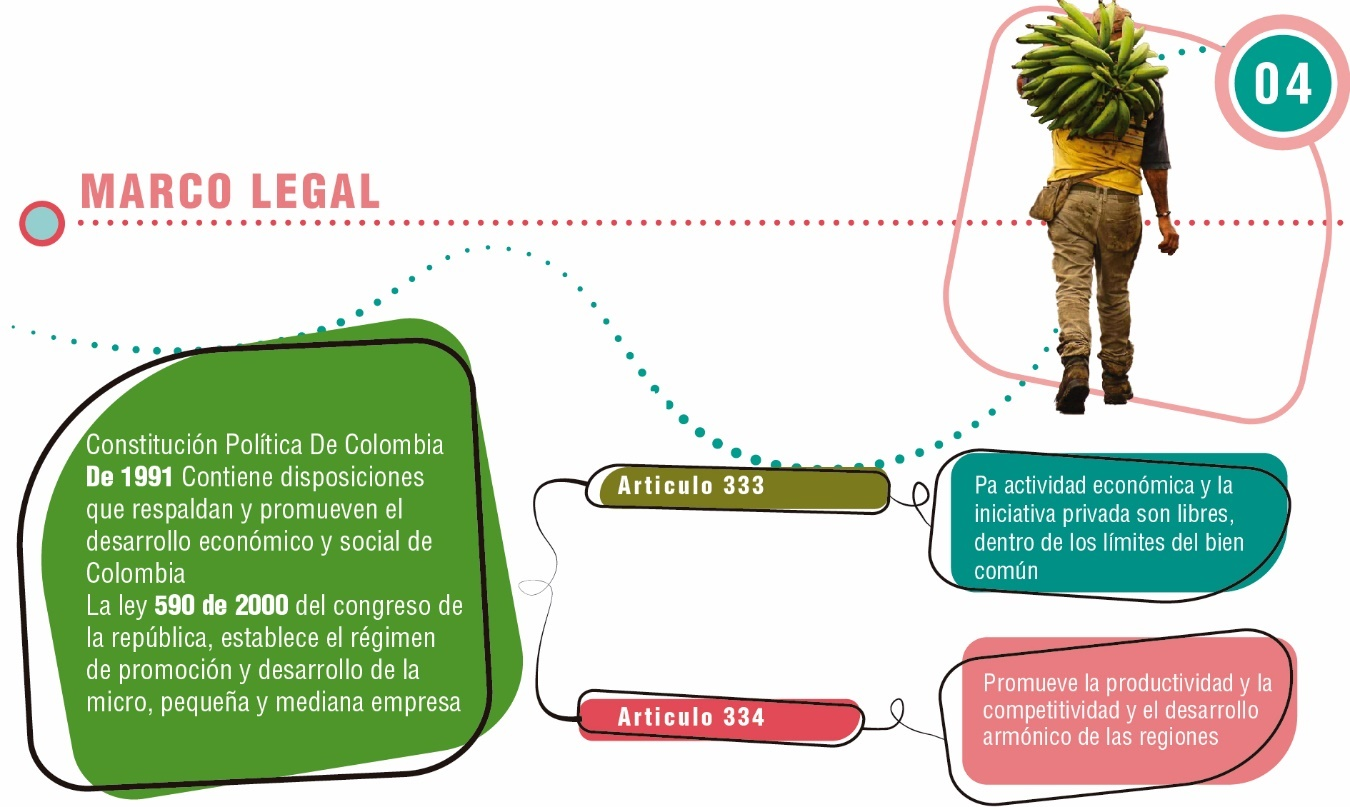 04
MARCO LEGAL
Constitución Política De Colombia
De 1991 Contiene disposiciones
que respaldan y promueven el
desarrollo económico y social de
Colombia
La ley 590 de 2000 del congreso de
la república, establece el régimen
de promoción y desarrollo de la
micro, pequeña y mediana empresa
Articulo 333
Pa actividad económica y la
iniciativa privada son libres,
dentro de los límites del bien
común
Articulo 334
Promueve la productividad y la
competitividad y el desarrollo
armónico de las regiones